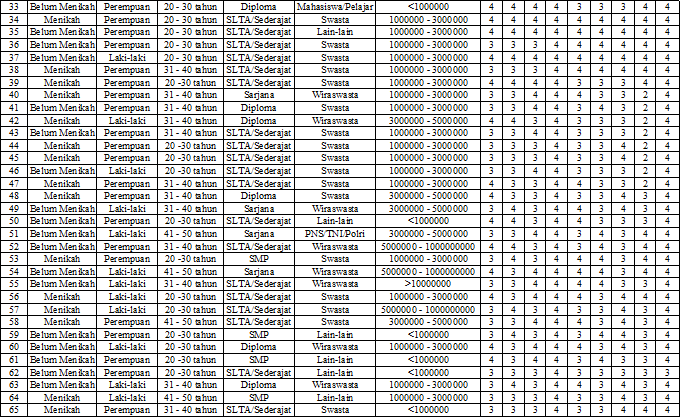 33 Belum Menikah Perempuan 20 - 30 tahun Diploma Mahasiswa/Pelajar <1000000 4 4 4 4 3 3 3 4 4
34 Menikah Perempuan 20 - 30 tahun SLTA/Sederajat Swasta 1000000 - 3000000 4 4 4 4 4 4 4 4 4
35 Belum Menikah Perempuan 20 - 30 tahun SLTA/Sederajat Lain-lain 1000000 - 3000000 4 4 4 4 4 4 4 4 4
36 Belum Menikah Perempuan 20 - 30 tahun SLTA/Sederajat Swasta 1000000 - 3000000 3 3 3 4 4 4 4 4 4
37 Belum Menikah Laki-laki 20 - 30 tahun SLTA/Sederajat Swasta 1000000 - 3000000 4 4 4 4 4 4 4 4 4
38 Menikah Perempuan 31 - 40 tahun SLTA/Sederajat Swasta 1000000 - 3000000 3 3 3 4 4 4 4 4 4
39 Menikah Perempuan 20 -30 tahun SLTA/Sederajat Swasta 1000000 - 3000000 4 4 4 4 3 3 3 4 4
40 Menikah Perempuan 31 - 40 tahun Sarjana Wiraswasta 1000000 - 3000000 3 3 3 4 4 3 3 2 4
41 Belum Menikah Perempuan 31 - 40 tahun Diploma Swasta 1000000 - 3000000 3 3 4 3 4 3 4 2 4
42 Menikah Laki-laki 31 - 40 tahun Diploma Wiraswasta 3000000 - 5000000 4 4 3 4 3 3 3 2 4
43 Belum Menikah Laki-laki 31 - 40 tahun SLTA/Sederajat Swasta 1000000 - 3000000 3 3 4 4 3 3 3 2 4
44 Menikah Perempuan 20 -30 tahun SLTA/Sederajat Swasta 1000000 - 3000000 3 3 3 4 3 3 3 2 4
45 Menikah Perempuan 20 -30 tahun SLTA/Sederajat Swasta 1000000 - 3000000 3 3 3 4 3 3 4 2 4
46 Belum Menikah Laki-laki 20 -30 tahun SLTA/Sederajat Swasta 1000000 - 3000000 3 3 3 4 3 3 3 2 4
47 Menikah Perempuan 31 - 40 tahun SLTA/Sederajat Swasta 1000000 - 3000000 4 3 4 4 4 3 3 2 4
48 Menikah Perempuan 31 - 40 tahun Diploma Swasta 3000000 - 5000000 4 3 3 4 3 3 4 3 4
49 Belum Menikah Laki-laki 31 - 40 tahun Sarjana Wiraswasta 3000000 - 5000000 3 4 3 4 4 3 4 3 4
50 Belum Menikah Perempuan 20 -30 tahun SLTA/Sederajat Lain-lain <1000000 4 4 3 4 4 3 4 4 4
51 Belum Menikah Laki-laki 41 - 50 tahun Sarjana PNS/TNI/Polri 3000000 - 5000000 3 4 3 4 3 3 3 4 4
52 Belum Menikah Perempuan 31 - 40 tahun SLTA/Sederajat Wiraswasta 5000000 - 1000000000 4 4 3 4 3 4 3 4 4
53 Menikah Perempuan 20 -30 tahun SMP Swasta 1000000 - 3000000 4 3 3 4 4 4 4 3 4
54 Belum Menikah Laki-laki 41 - 50 tahun Sarjana Wiraswasta 5000000 - 1000000000 4 3 4 4 4 4 3 3 4
55 Belum Menikah Laki-laki 31 - 40 tahun SLTA/Sederajat Wiraswasta >10000000 3 3 4 4 4 3 3 4 4
56 Menikah Laki-laki 20 -30 tahun SLTA/Sederajat Swasta 1000000 - 3000000 4 3 3 4 4 3 4 4 4
57 Menikah Laki-laki 20 -30 tahun SLTA/Sederajat Swasta 5000000 - 1000000000 3 3 4 4 4 3 4 3 4
58 Menikah Perempuan 41 - 50 tahun SLTA/Sederajat Swasta 3000000 - 5000000 3 3 4 4 3 3 4 4 4
59 Belum Menikah Perempuan 20 -30 tahun SMP Lain-lain <1000000 3 4 3 4 3 4 4 3 4
60 Belum Menikah Laki-laki 20 -30 tahun Diploma Wiraswasta 1000000 - 3000000 4 3 4 4 4 3 4 3 4
61 Menikah Perempuan 20 -30 tahun SMP Lain-lain <1000000 4 3 3 4 3 3 3 3 4
62 Belum Menikah Laki-laki 20 -30 tahun SLTA/Sederajat Lain-lain <1000000 3 3 3 4 4 3 3 3 3
63 Belum Menikah Laki-laki 31 - 40 tahun Diploma Wiraswasta 1000000 - 3000000 3 4 3 4 3 4 3 4 4
64 Menikah Laki-laki 41 - 50 tahun SMP Lain-lain 1000000 - 3000000 3 3 4 4 3 3 4 4 4
65 Menikah Perempuan 31 - 40 tahun SLTA/Sederajat Swasta <1000000 3 4 3 4 4 3 4 3 4